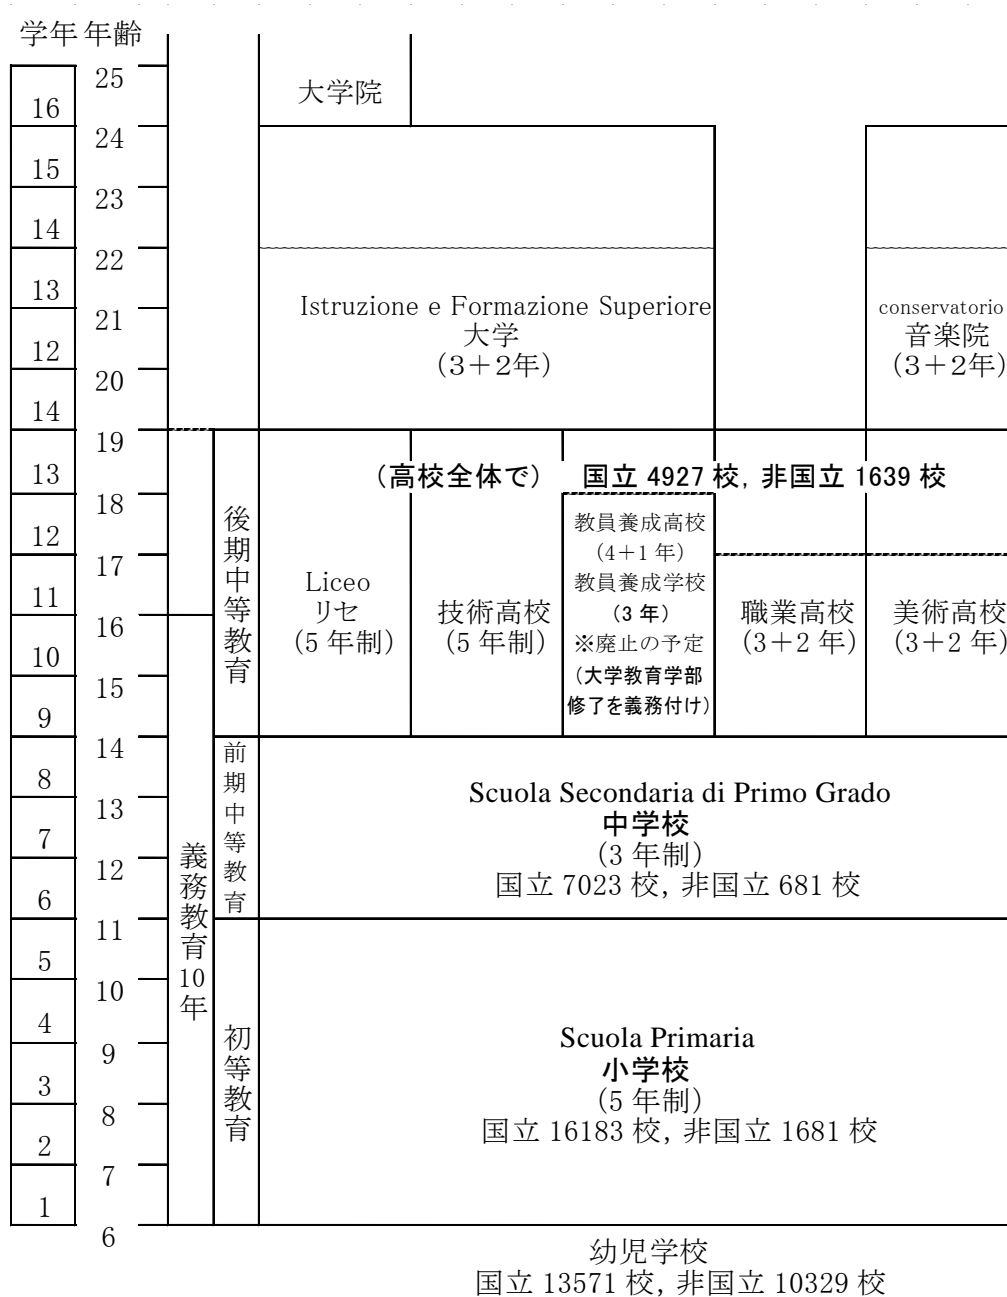 学年 年齢
25
16
大学院
24
15
23
14
22
13
Istruzione e Formazione Superiore
大学
(3+2年)
conservatorio
音楽院
(3+2年)
21
12
20
14
19
13
(高校全体で) 国立 4927 校, 非国立 1639 校
18
12
17
11
16
10
15
9
14
後期中等教育
Liceo
リセ
(5 年制)
技術高校
(5 年制)
教員養成高校
(4+1 年)
教員養成学校
(3 年)
※廃止の予定
(大学教育学部
修了を義務付け)
職業高校
(3+2 年)
美術高校
(3+2 年)
8
13
7
12
6
11
前期中等教育
Scuola Secondaria di Primo Grado
中学校
(3 年制)
国立 7023 校, 非国立 681 校
義務教育10年
5
10
4
9
3
8
2
7
1
6
初等教育
Scuola Primaria
小学校
(5 年制)
国立 16183 校, 非国立 1681 校
幼児学校
国立 13571 校, 非国立 10329 校